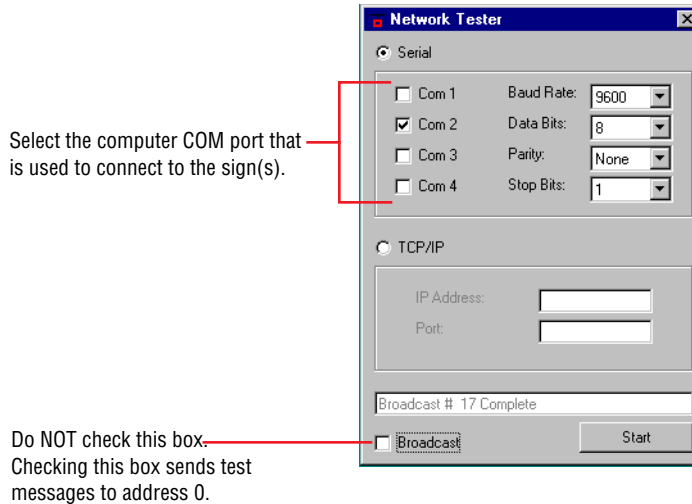 Network Tester
Serial
Com 1 Baud Rate: 9600
Com 2 Data Bits: 8
Com 3 Parity: None
Com 4 Stop Bits: 1
Select the computer COM port that
is used to connect to the sign(s).
TCP/IP
IP Address:
Port:
Broadcast # 17 Complete
Broadcast Start
Do NOT check this box.
Checking this box sends test
messages to address 0.